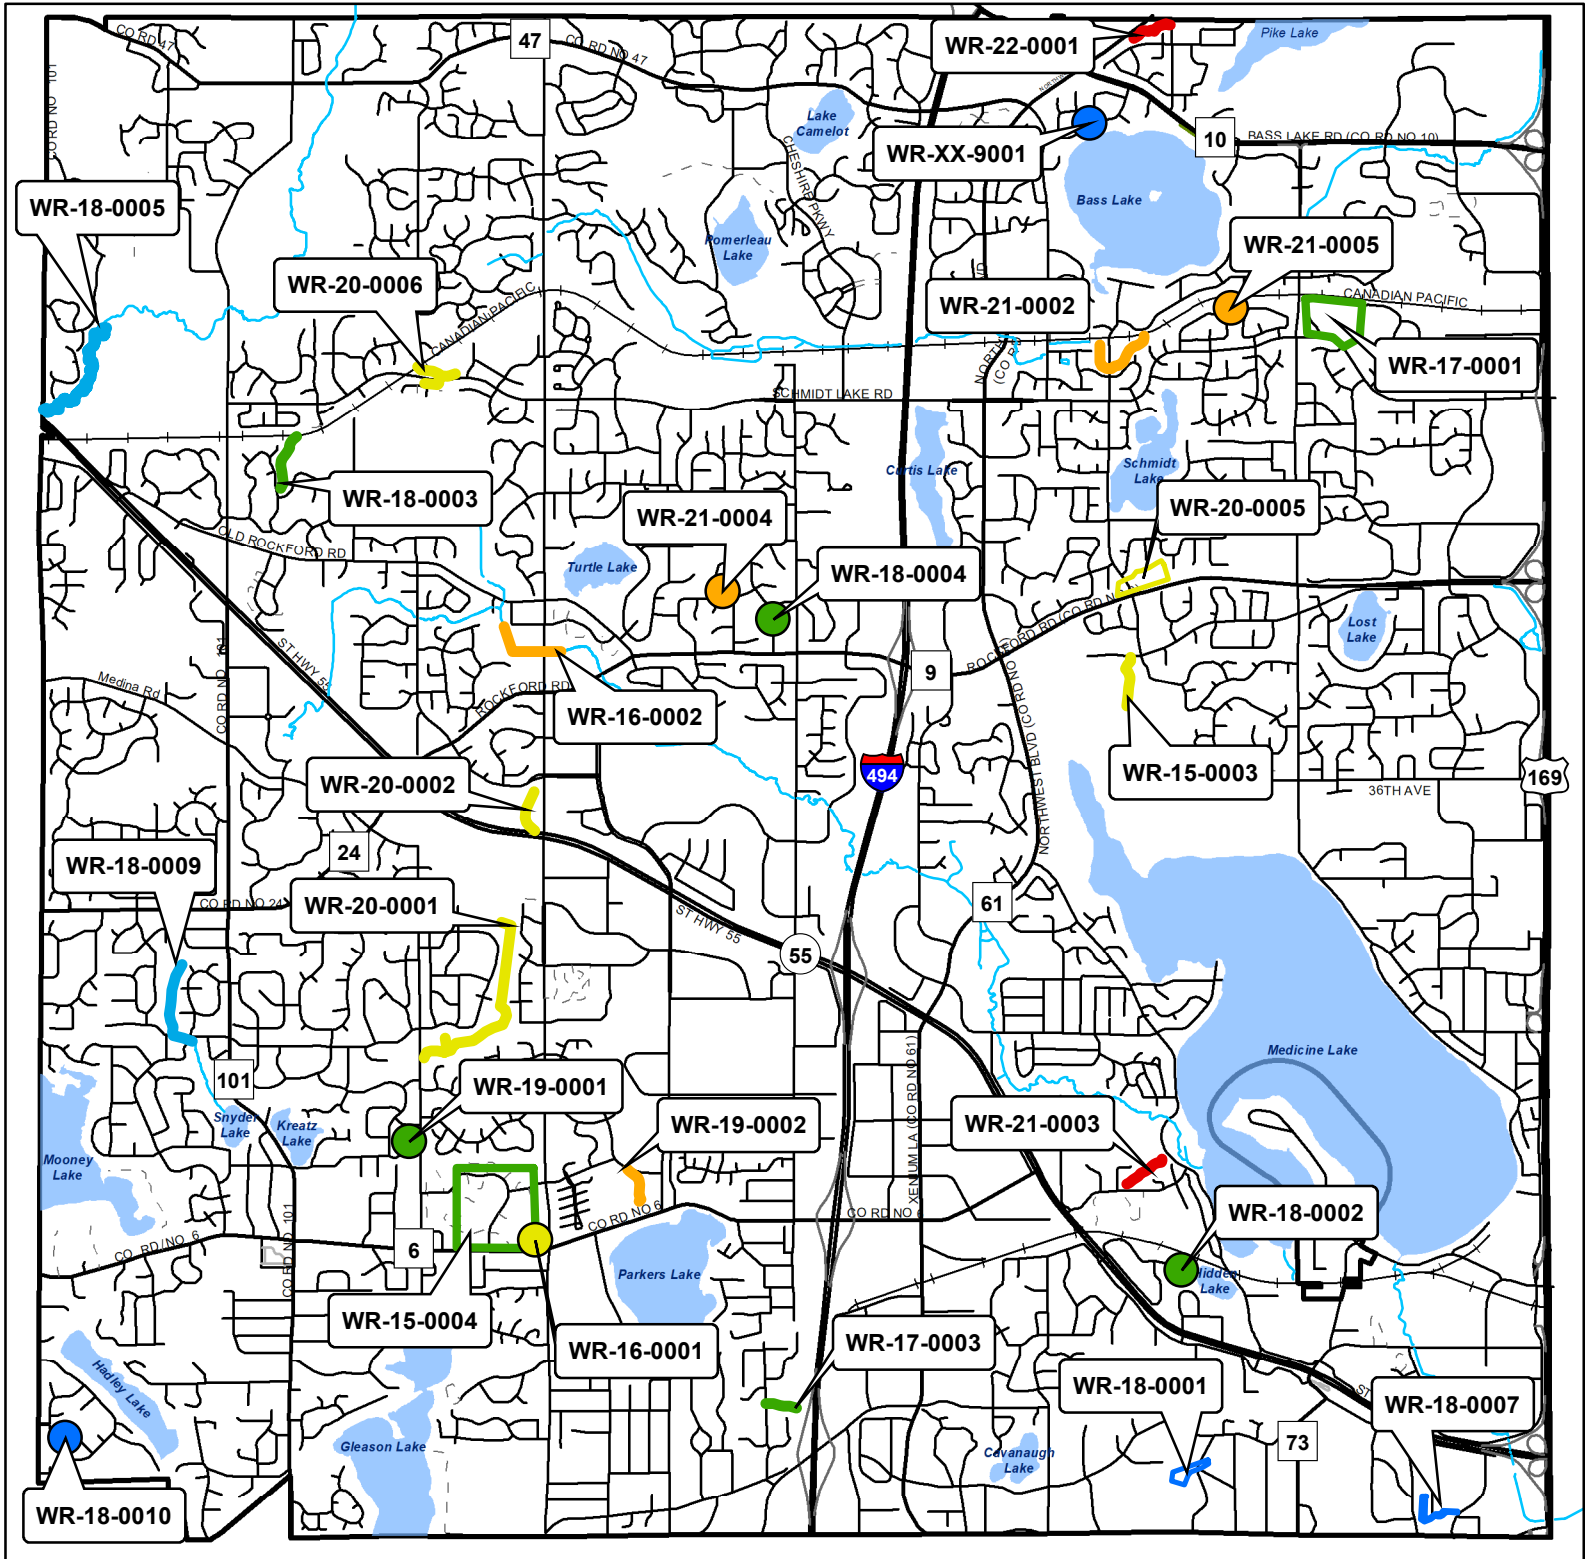 CO RD 47
47
CO RD NO 47
WR-22-0001
Pike Lake
CO RD NO 101
Lake
Camelot
CHESHIRE PKWY
WR-XX-9001
10
BASS LAKE RD (CO RD NO 10)
WR-18-0005
Bass Lake
Pomerleau
Lake
WR-21-0005
WR-20-0006
CANADIAN PACIFIC
WR-21-0002
CANADIAN PACIFIC
WR-17-0001
SCHMIDT LAKE RD
Curtis Lake
Schmidt
Lake
WR-18-0003
WR-21-0004
WR-20-0005
OLD ROCKFORD RD
Turtle Lake
WR-18-0004
ROCKFORD RD (CO RD N
Lost
Lake
ST HWY 55
CO RD NO 101
Medina Rd
9
ROCKFORD RD
WR-16-0002
NORTHWEST BLVD (CO RD NO
WR-20-0002
494
WR-15-0003
169
36TH AVE
24
WR-18-0009
CO RD NO 24
WR-20-0001
61
ST HWY 55
55
XENIUM LA (CO RD NO 61)
Medicine Lake
101
WR-19-0001
Snyder
Lake
Kreatz
Lake
WR-19-0002
WR-21-0003
Mooney
Lake
CO RD NO 6
CO RD NO 6
WR-18-0002
CO RD NO 6
CO RD NO 101
6
Parkers Lake
Hidden
Lake
WR-15-0004
WR-16-0001
WR-17-0003
Hadley Lake
WR-18-0001
WR-18-0007
ST
73
Gleason Lake
Cavanaugh
Lake
WR-18-0010